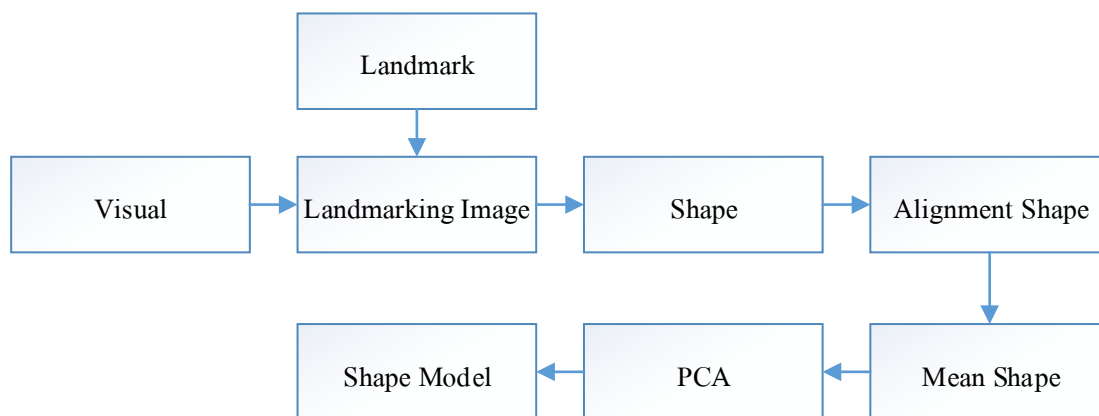 Landmark
Visual
Landmarking Image
Shape
Alignment Shape
Shape Model
PCA
Mean Shape